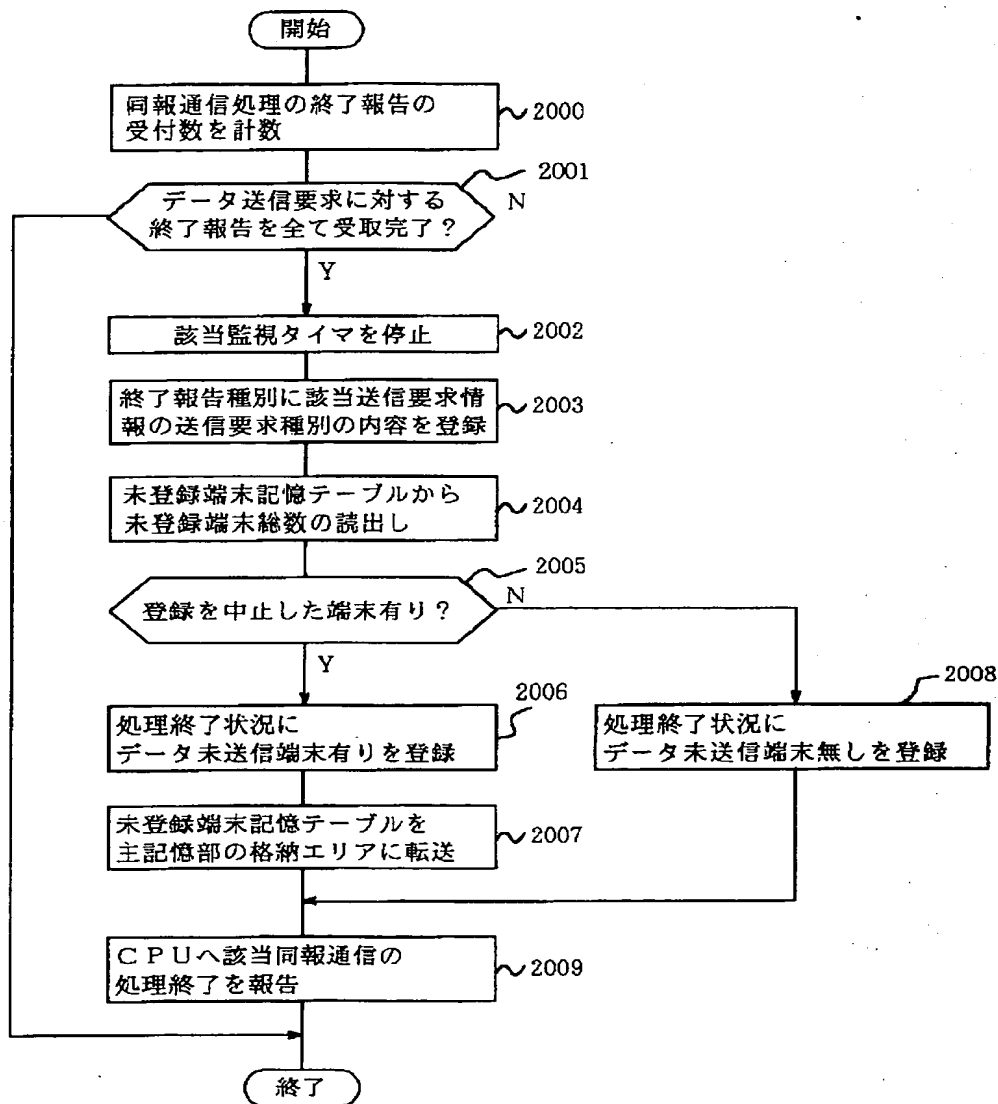 開始
同報通信処理の終了報告の
受付数を計数
2000
2001
データ送信要求に対する
終了報告を全て受取完了?
N
Y
該当監視タイマを停止
2002
終了報告種別に該当送信要求情
報の送信要求種別の内容を登録
2003
未登録端末記憶テーブルから
未登録端末総数の読出し
2004
2005
登録を中止した端末有り?
N
Y
2006
処理終了状況に
データ未送信端末有りを登録
2008
処理終了状況に
データ未送信端末無しを登録
未登録端末記憶テーブルを
主記憶部の格納エリアに転送
2007
CPUへ該当同報通信の
処理終了を報告
2009
終了